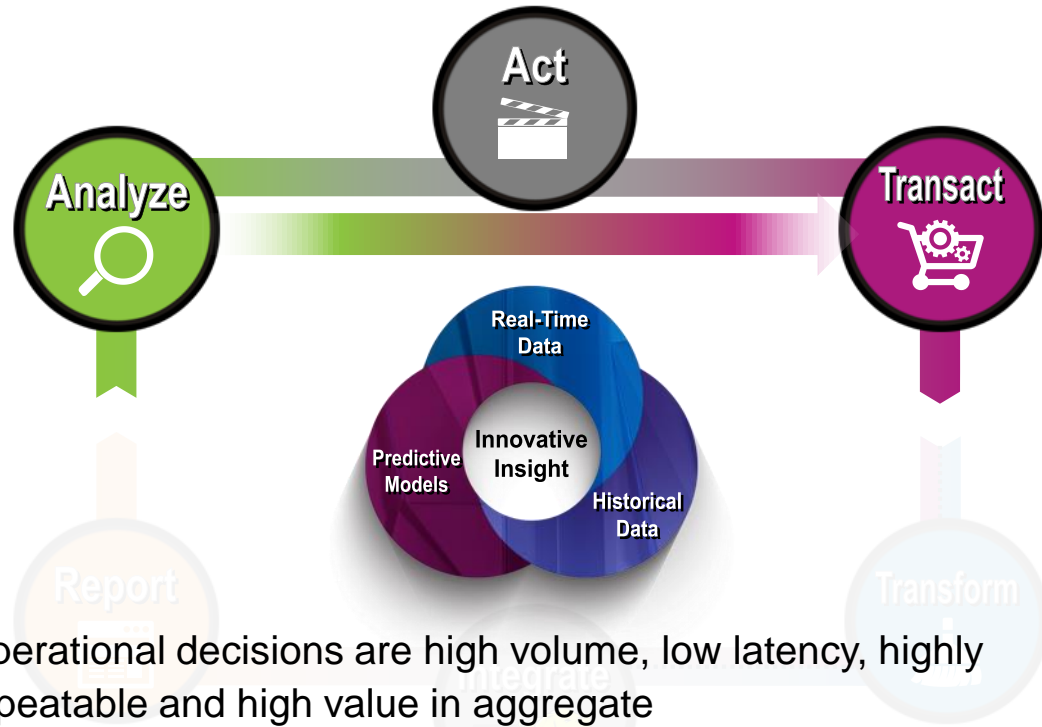 Act
Analyze
Transact
Real-Time
Data
Innovative
Insight
Predictive
Models
Historical
Data
Report
Transform
perational decisions are high volume, low latency, highly
Integrate
peatable and high value in aggregate